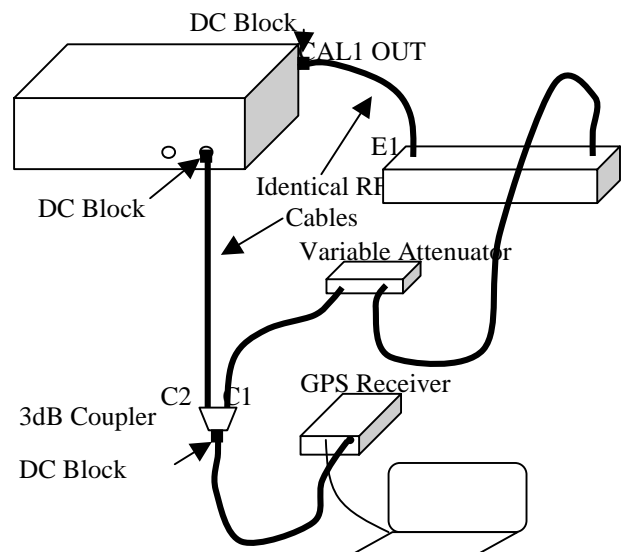 DC Block
CAL1 OUT
E1
Identical RF
Cables
DC Block
Variable Attenuator
C2 C1
GPS Receiver
3dB Coupler
DC Block